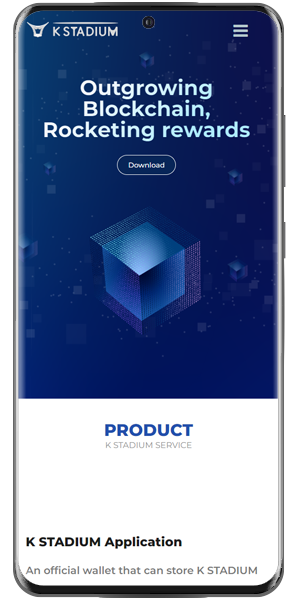 K STADIUM
Outgrowing
Blockchain,
Rocketing rewards
Download
PRODUCT
K STADIUM SERVICE
K STADIUM Application
An official wallet that can store K STADIUM